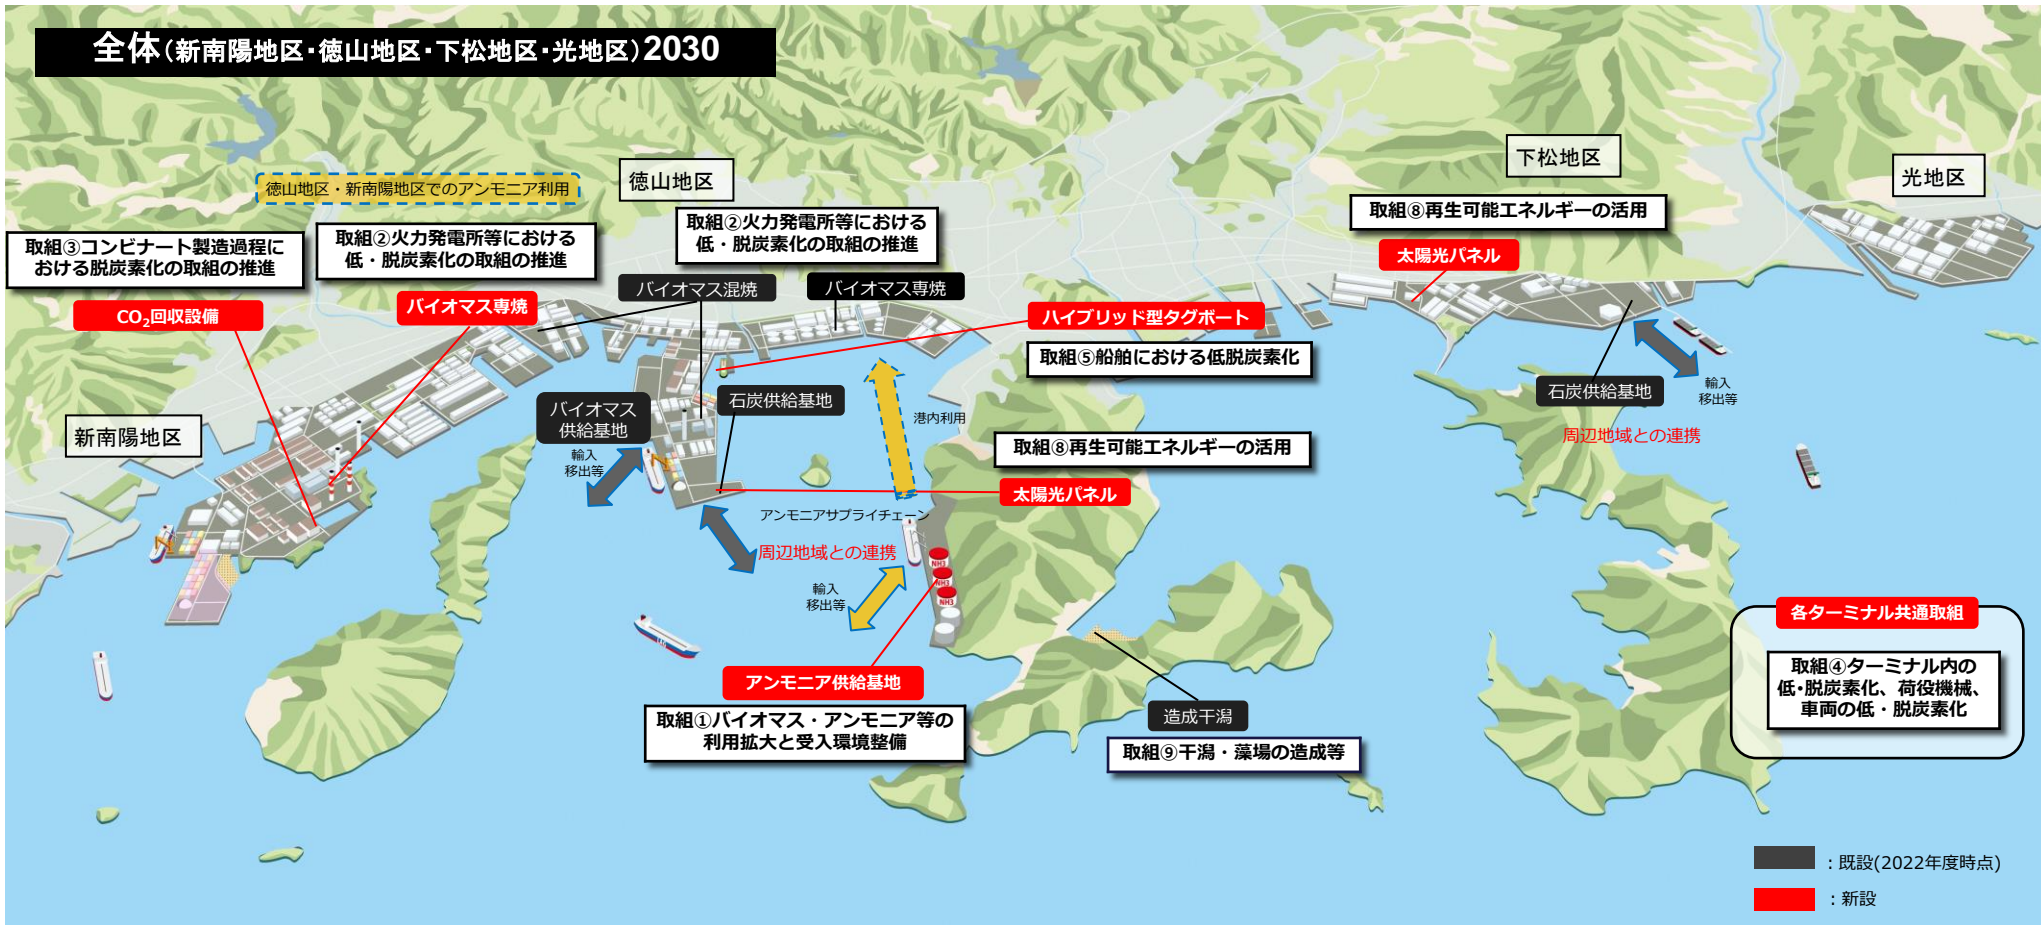 全体(新南陽地区・徳山地区・下松地区・光地区)2030
下松地区
光地区
徳山地区
徳山地区・新南陽地区でのアンモニア利用
取組⑧再生可能エネルギーの活用
太陽光パネル
取組②火力発電所等における
低・脱炭素化の取組の推進
取組②火力発電所等における
低・脱炭素化の取組の推進
取組③コンビナート製造過程に
おける脱炭素化の取組の推進
バイオマス混焼
バイオマス専焼
バイオマス専焼
CO₂回収設備
ハイブリッド型タグボート
取組⑤船舶における低脱炭素化
石炭供給基地
輸入
移出等
周辺地域との連携
バイオマス
供給基地
石炭供給基地
港内利用
新南陽地区
輸入
移出等
取組⑧再生可能エネルギーの活用
太陽光パネル
アンモニアサプライチェーン
周辺地域との連携
NH3
NH3
NH3
輸入
移出等
LNG
アンモニア供給基地
取組①バイオマス・アンモニア等の
利用拡大と受入環境整備
造成干潟
取組⑨干潟・藻場の造成等
各ターミナル共通取組
取組④ターミナル内の
低・脱炭素化、荷役機械、
車両の低・脱炭素化
：既設(2022年度時点)
：新設